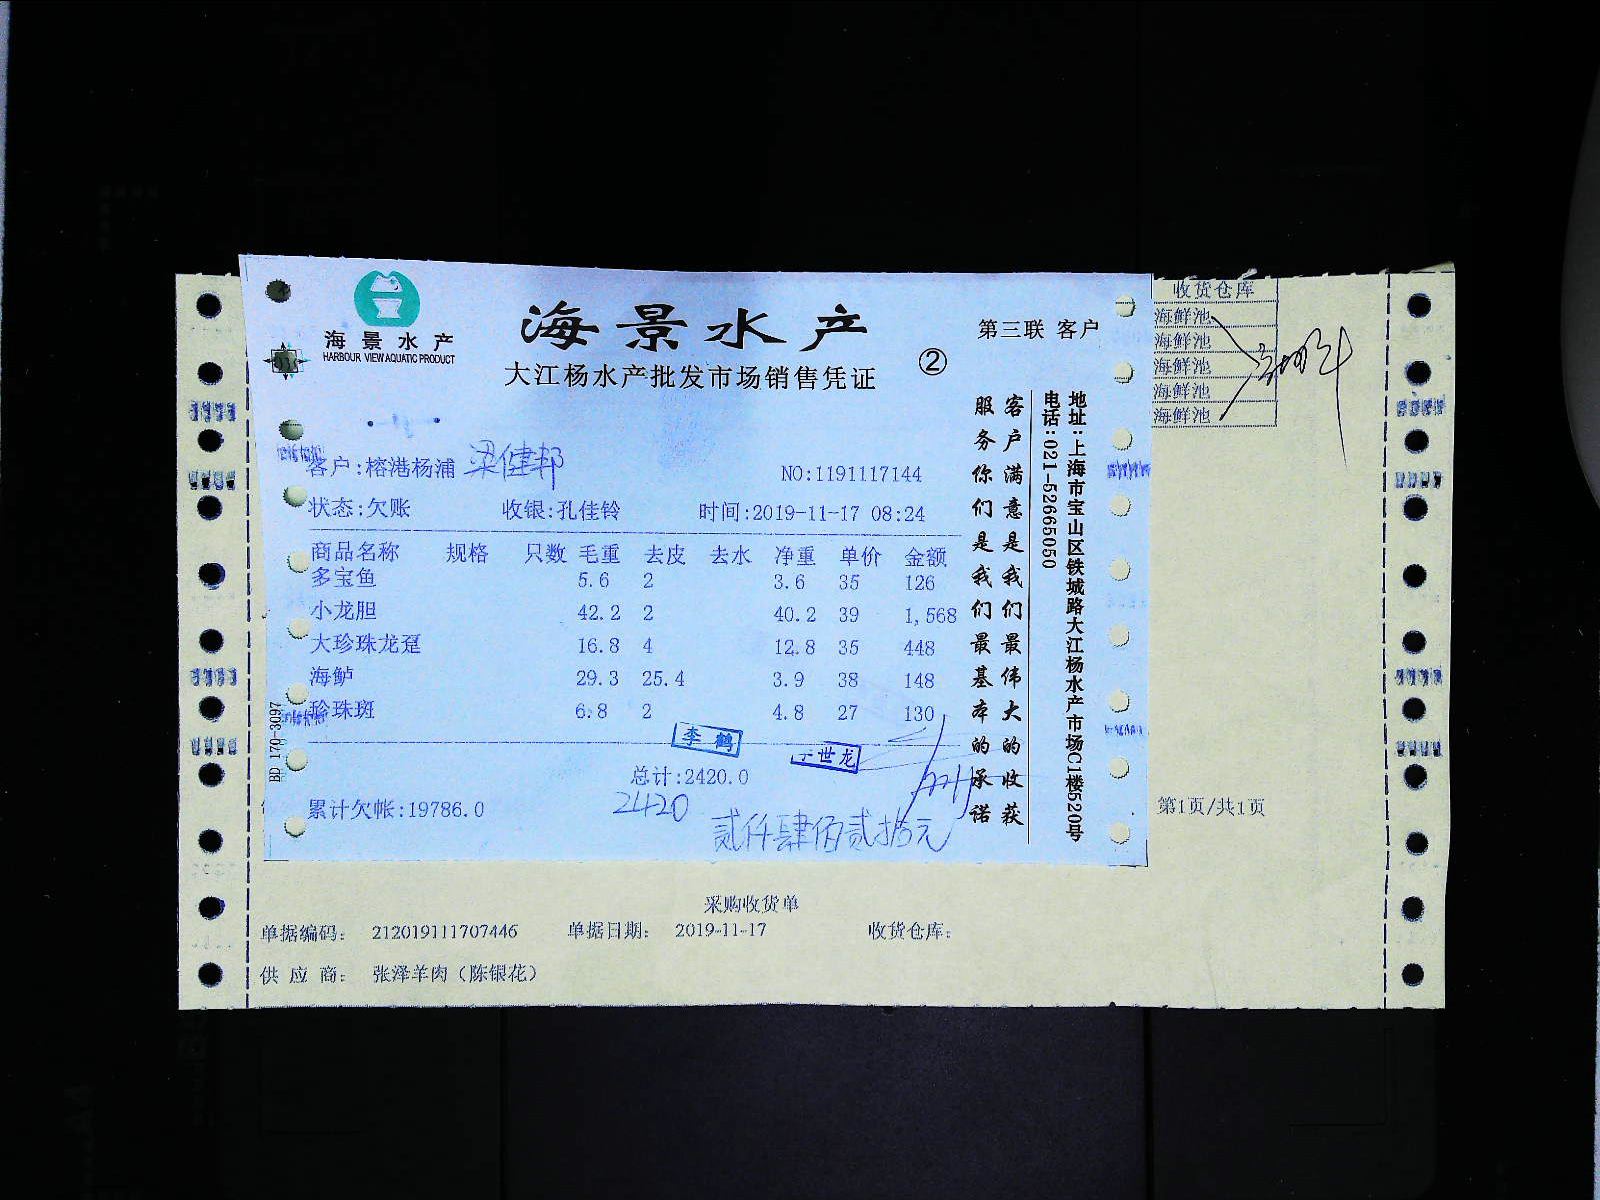 海景水产
HARBOUR VIEW AQUATIC PRODUCT
海景水产
大江杨水产批发市场销售凭证
②
第三联 客户
客户:榕港杨浦 梁健邦
NO:1191117144
状态:欠账 收银:孔佳铃 时间:2019-11-17 08:24
商品名称 规格 只数 毛重 去皮 去水 净重 单价 金额
多宝鱼 5.6 2 3.6 35 126
小龙胆 42.2 2 40.2 39 1,568
大珍珠龙趸 16.8 4 12.8 35 448
海鲈 29.3 25.4 3.9 38 148
珍珠斑 6.8 2 4.8 27 130
李鹤
世龙
总计:2420.0
累计欠帐:19786.0
2420
贰仟肆佰贰拾元
BD 170-3097
客户满意是我们最伟大的收获
服务你们是我们最基本的承诺
地址:上海市宝山区铁城路大江杨水产市场C1楼520号
电话:021-52665050
收货仓库
海鲜池
海鲜池
海鲜池
海鲜池
海鲜池
第1页/共1页
采购收货单
单据编码: 212019111707446 单据日期: 2019-11-17 收货仓库:
供应商: 张泽羊肉(陈银花)